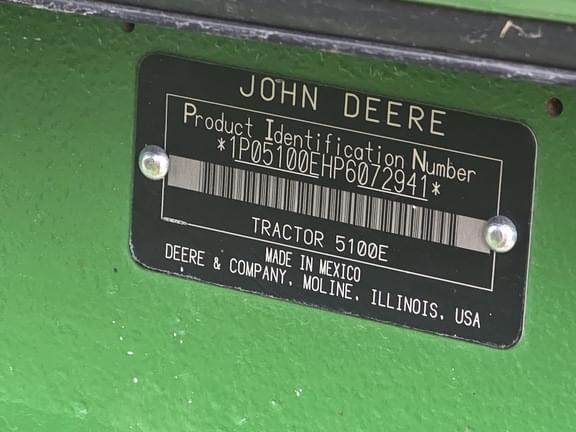 JOHN DEERE
Product Identification Number
*1P05100EHP6072941*
TRACTOR 5100E
MADE IN MEXICO
DEERE & COMPANY, MOLINE, ILLINOIS, USA